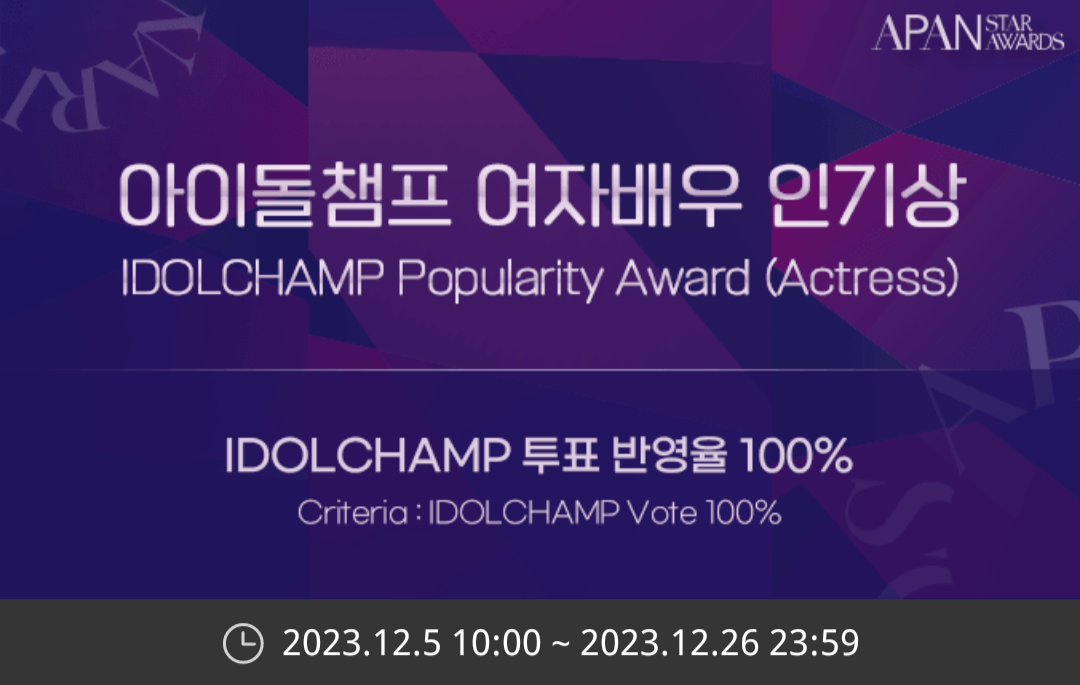 APAN STAR AWARDS
아이돌챔프 여자배우 인기상
IDOLCHAMP Popularity Award (Actress)
IDOLCHAMP 투표 반영율 100%
Criteria : IDOLCHAMP Vote 100%
2023.12.5 10:00 ~ 2023.12.26 23:59